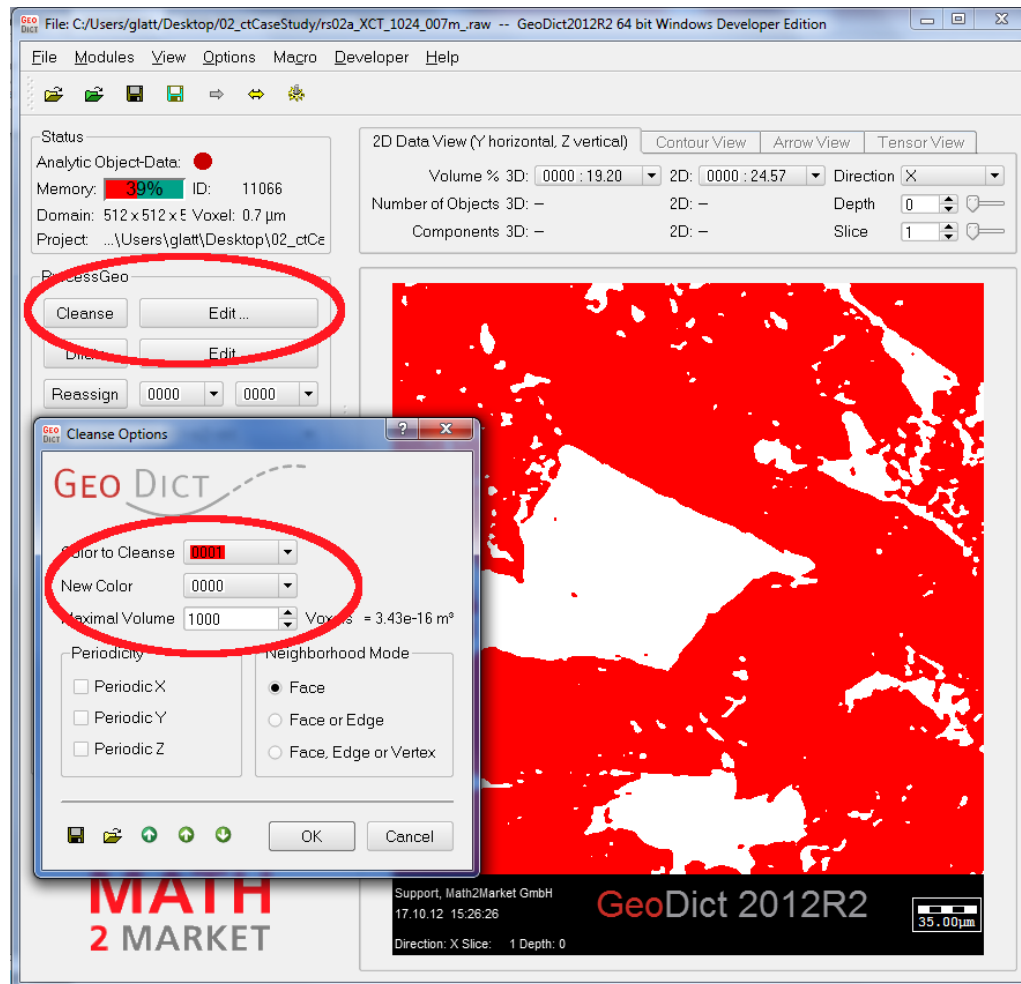 GEO DICT File: C:/Users/glatt/Desktop/02_ctCaseStudy/rs02a_XCT_1024_007m_.raw -- GeoDict2012R2 64 bit Windows Developer Edition
File Modules View Options Macro Developer Help
Status
Analytic Object-Data:
Memory: 39% ID: 11066
Domain: 512 x 512 x Voxel: 0.7 µm
Project: ...\Users\glatt\Desktop\02_ctCa
2D Data View (Y horizontal, Z vertical) Contour View Arrow View Tensor View
Volume % 3D: 0000 : 19.20 2D: 0000 : 24.57 Direction X
Number of Objects 3D: – 2D: – Depth 0
Components 3D: – 2D: – Slice 1
ProcessGeo
Cleanse Edit ...
Dilate Edit
Reassign 0000 0000
GEO DICT Cleanse Options ?
GEO DICT
Color to Cleanse 0001
New Color 0000
Maximal Volume 1000 Voxels = 3.43e-16 m³
Periodicity
Periodic X
Periodic Y
Periodic Z
Neighborhood Mode
Face
Face or Edge
Face, Edge or Vertex
OK Cancel
MATH
2 MARKET
Support, Math2Market GmbH
17.10.12 15:26:26
Direction: X Slice: 1 Depth: 0
GeoDict 2012R2
35.00µm